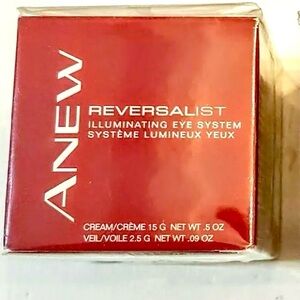 ANEW
REVERSALIST
ILLUMINATING EYE SYSTEM
SYSTÈME LUMINEUX YEUX
CREAM/CRÈME 15 G NET WT .5 OZ
VEIL/VOILE 2.5 G NET WT .09 OZ